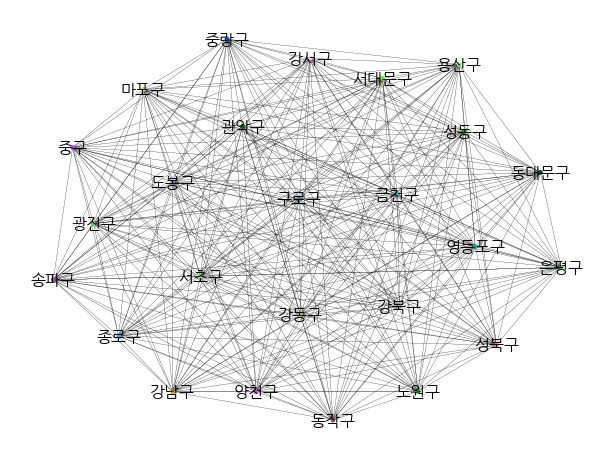 중랑구
강서구
용산구
서대문구
마포구
관악구
성동구
중구
동대문구
도봉구
금천구
구로구
광진구
영등포구
은평구
서초구
송파구
강북구
강동구
종로구
성북구
강남구
양천구
노원구
동작구